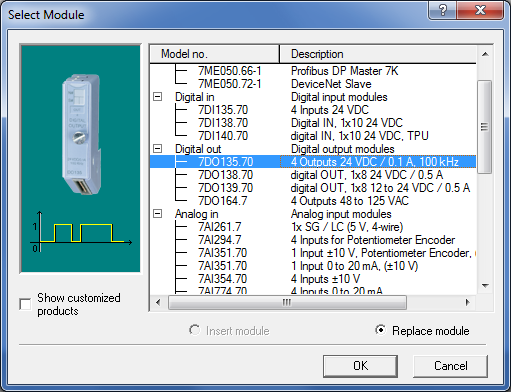 Select Module
Model no. Description
7ME050.66-1 Profibus DP Master 7K
7ME050.72-1 DeviceNet Slave
Digital in Digital input modules
7DI135.70 4 Inputs 24 VDC
7DI138.70 digital IN, 1x10 24 VDC
7DI140.70 digital IN, 1x10 24 VDC, TPU
Digital out Digital output modules
7DO135.70 4 Outputs 24 VDC / 0.1 A, 100 kHz
7DO138.70 digital OUT, 1x8 24 VDC / 0.5 A
7DO139.70 digital OUT, 1x8 12 to 24 VDC / 0.5 A
7DO164.7 4 Outputs 48 to 125 VAC
Analog in Analog input modules
7AI261.7 1x SG / LC (5 V, 4-wire)
7AI294.7 4 Inputs for Potentiometer Encoder
7AI351.70 1 Input ±10 V, Potentiometer Encoder,
7AI351.70 1 Input 0 to 20 mA, (±10 V)
7AI354.70 4 Inputs ±10 V
7AI774.70 4 Inputs 0 to 20 mA
1
0
Show customized
products
Insert module Replace module
OK Cancel